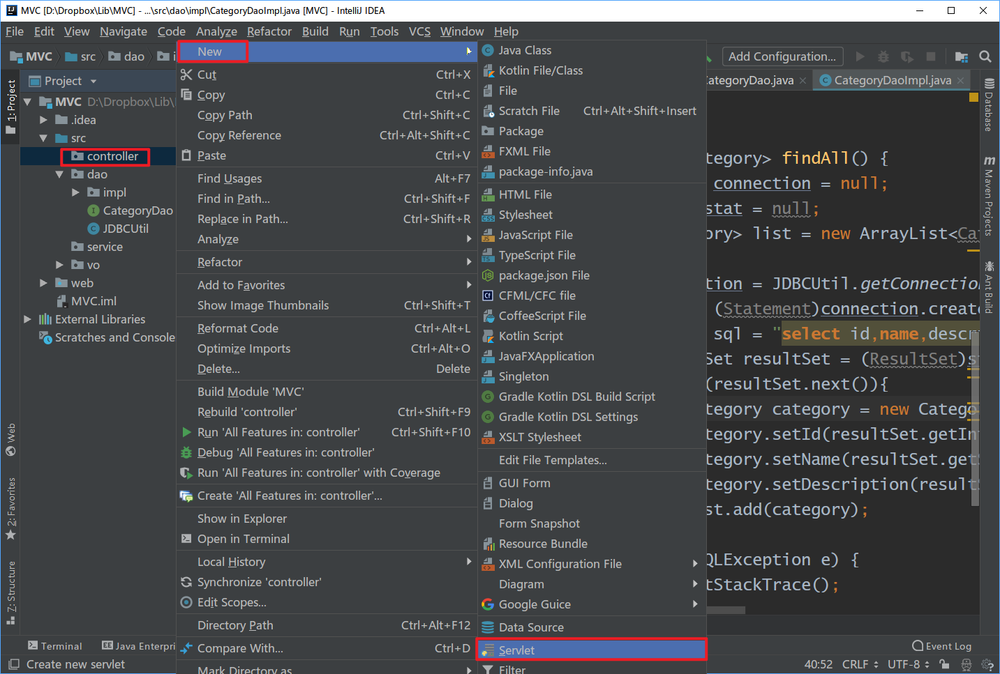 MVC [D:\Dropbox\Lib\MVC] - ...\src\dao\impl\CategoryDaoImpl.java [MVC] - IntelliJ IDEA
File Edit View Navigate Code Analyze Refactor Build Run Tools VCS Window Help
MVC src dao i
Add Configuration...
Project
1: Project
MVC D:\Dropbox\Lib\
.idea
src
controller
dao
impl
CategoryDao
JDBCUtil
service
vo
web
MVC.iml
External Libraries
Scratches and Console
Web
2: Favorites
7: Structure
New
Cut Ctrl+X
Copy Ctrl+C
Copy Path Ctrl+Shift+C
Copy Reference Ctrl+Alt+Shift+C
Paste Ctrl+V
Find Usages Alt+F7
Find in Path... Ctrl+Shift+F
Replace in Path... Ctrl+Shift+R
Analyze
Refactor
Add to Favorites
Show Image Thumbnails Ctrl+Shift+T
Reformat Code Ctrl+Alt+L
Optimize Imports Ctrl+Alt+O
Delete... Delete
Build Module 'MVC'
Rebuild 'controller' Ctrl+Shift+F9
Run 'All Features in: controller' Ctrl+Shift+F10
Debug 'All Features in: controller'
Run 'All Features in: controller' with Coverage
Create 'All Features in: controller'...
Show in Explorer
Open in Terminal
Local History
Synchronize 'controller'
Edit Scopes...
Directory Path Ctrl+Alt+F12
Compare With... Ctrl+D
Mark Directory as
Java Class
Kotlin File/Class
File
Scratch File Ctrl+Alt+Shift+Insert
Package
FXML File
package-info.java
HTML File
Stylesheet
JavaScript File
TypeScript File
package.json File
CFML/CFC file
CoffeeScript File
Kotlin Script
JavaFXApplication
Singleton
Gradle Kotlin DSL Build Script
Gradle Kotlin DSL Settings
XSLT Stylesheet
Edit File Templates...
GUI Form
Dialog
Form Snapshot
Resource Bundle
XML Configuration File
Diagram
Google Guice
Data Source
Servlet
Filter
ategoryDao.java CategoryDaoImpl.java
tegory> findAll() {
connection = null;
stat = null;
ory> list = new ArrayList<Ca
tion = JDBCUtil.getConnectio
(Statement)connection.creat
sql = "select id,name,descr
Set resultSet = (ResultSet)s
(resultSet.next()){
tegory category = new Catego
tegory.setId(resultSet.getIn
tegory.setName(resultSet.get
tegory.setDescription(result
st.add(category);
QLException e) {
tStackTrace();
Database
Maven Projects
Ant Build
Terminal Java Enterpri Event Log
Create new servlet 40:52 CRLF UTF-8